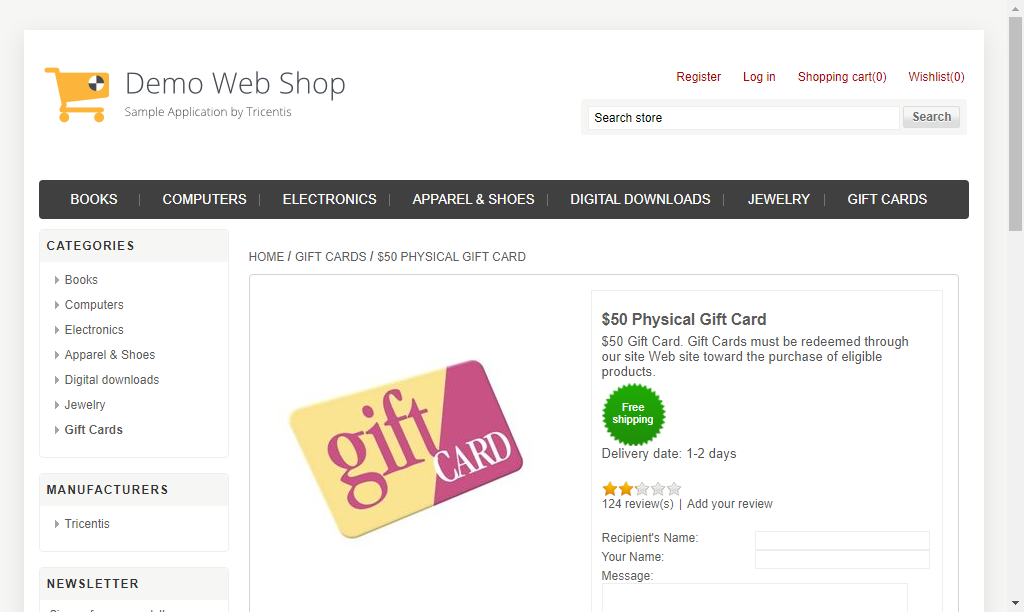 Demo Web Shop
Sample Application by Tricentis
Register Log in Shopping cart(0) Wishlist(0)
Search store Search
BOOKS | COMPUTERS | ELECTRONICS | APPAREL & SHOES | DIGITAL DOWNLOADS | JEWELRY | GIFT CARDS
CATEGORIES
Books
Computers
Electronics
Apparel & Shoes
Digital downloads
Jewelry
Gift Cards
MANUFACTURERS
Tricentis
NEWSLETTER
HOME / GIFT CARDS / $50 PHYSICAL GIFT CARD
gift
CARD
$50 Physical Gift Card
$50 Gift Card. Gift Cards must be redeemed through
our site Web site toward the purchase of eligible
products.
Free
shipping
Delivery date: 1-2 days
124 review(s) | Add your review
Recipient's Name:
Your Name:
Message: